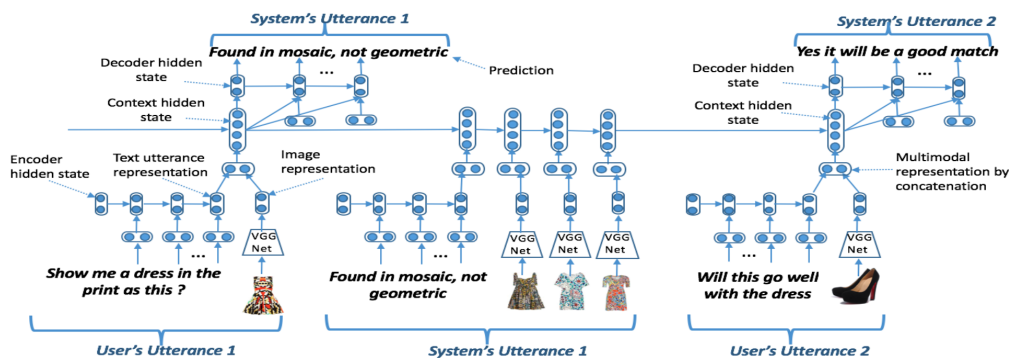 System's Utterance 1
Found in mosaic, not geometric
Decoder hidden
state
...
Prediction
Context hidden
state
System's Utterance 2
Yes it will be a good match
Decoder hidden
state
...
Context hidden
state
Encoder
hidden state
Text utterance
representation
Image
representation
Multimodal
representation by
concatenation
VGG
Net
...
Show me a dress in the
print as this ?
User's Utterance 1
...
Found in mosaic, not
geometric
VGG
Net
VGG
Net
VGG
Net
System's Utterance 1
...
Will this go well
with the dress
VGG
Net
User's Utterance 2